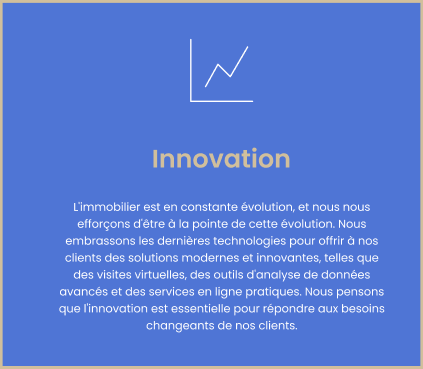 Innovation
L'immobilier est en constante évolution, et nous nous
efforçons d'être à la pointe de cette évolution. Nous
embrassons les dernières technologies pour offrir à nos
clients des solutions modernes et innovantes, telles que
des visites virtuelles, des outils d'analyse de données
avancés et des services en ligne pratiques. Nous pensons
que l'innovation est essentielle pour répondre aux besoins
changeants de nos clients.